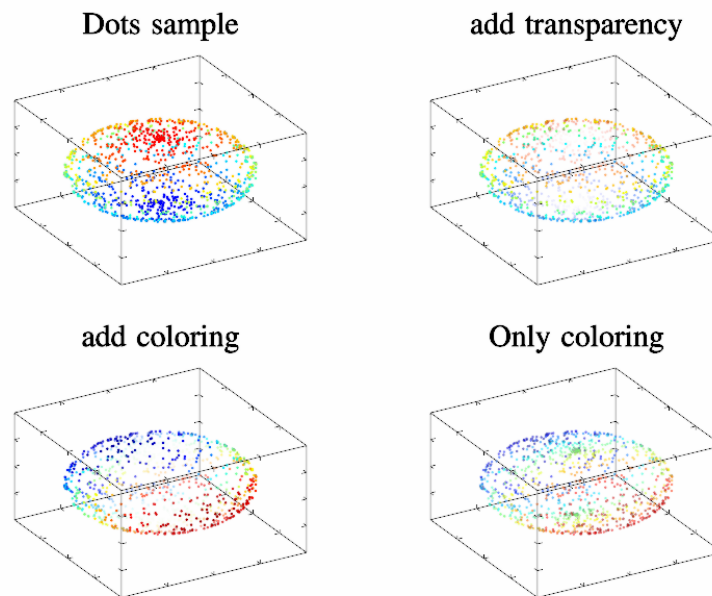 Dots sample
add transparency
add coloring
Only coloring